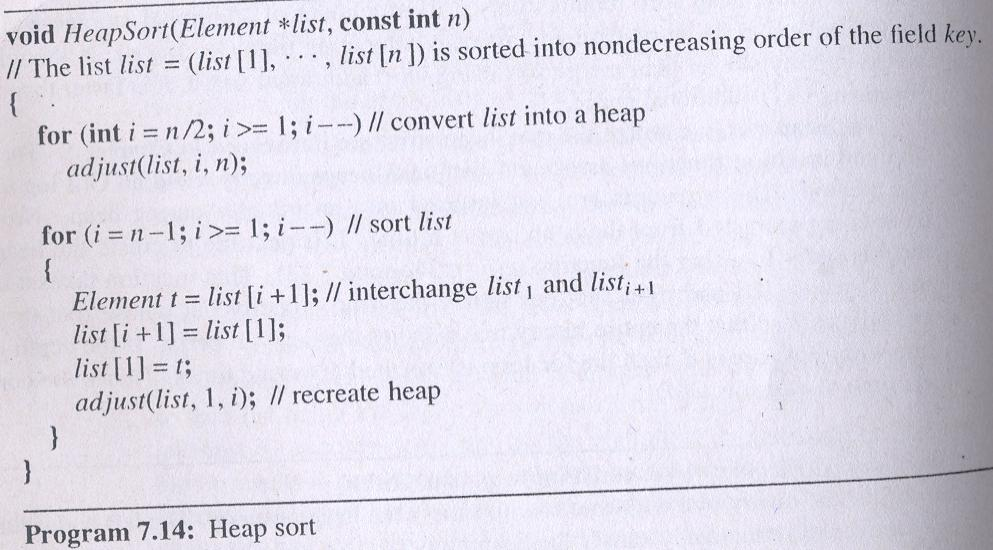 void HeapSort(Element *list, const int n)
// The list list = (list [1], · · · , list [n ]) is sorted into nondecreasing order of the field key.
{
for (int i = n/2; i >= 1; i--) // convert list into a heap
adjust(list, i, n);
for (i = n-1; i >= 1; i--) // sort list
{
Element t = list [i +1]; // interchange list₁ and listᵢ₊₁
list [i +1] = list [1];
list [1] = t;
adjust(list, 1, i); // recreate heap
}
}
Program 7.14: Heap sort